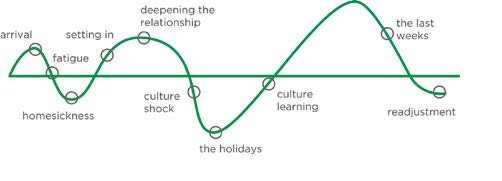 arrival
fatigue
homesickness
setting in
deepening the
relationship
culture
shock
the holidays
culture
learning
the last
weeks
readjustment